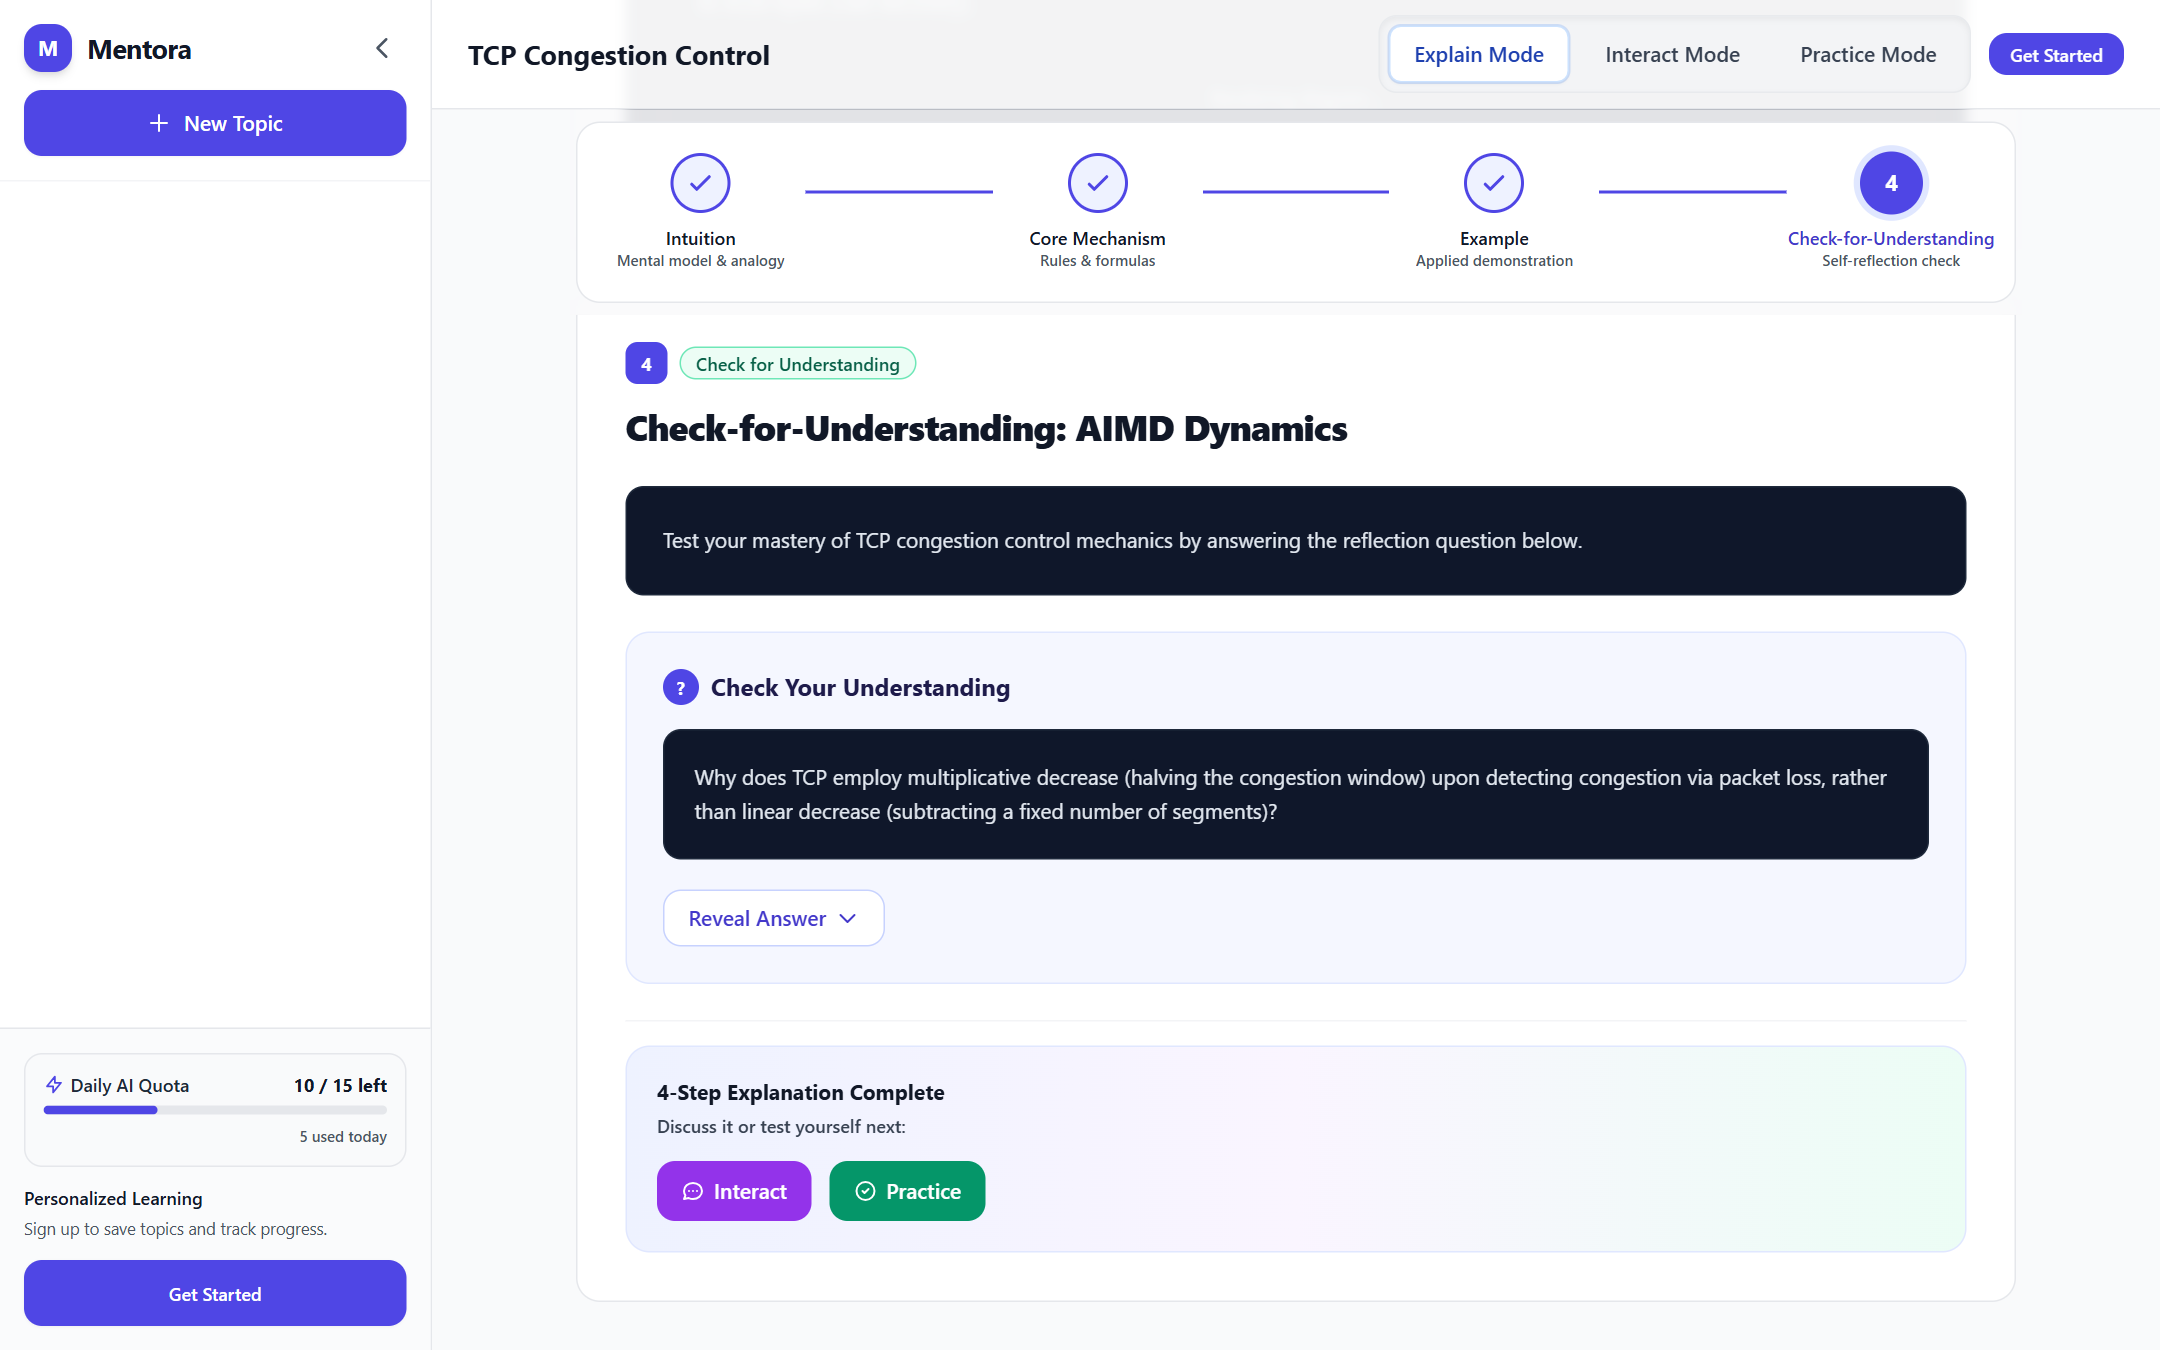 M Mentora
+ New Topic
Daily AI Quota 10 / 15 left
5 used today
Personalized Learning
Sign up to save topics and track progress.
Get Started
TCP Congestion Control
Explain Mode Interact Mode Practice Mode Get Started
4
Intuition Core Mechanism Example Check-for-Understanding
Mental model & analogy Rules & formulas Applied demonstration Self-reflection check
4 Check for Understanding
Check-for-Understanding: AIMD Dynamics
Test your mastery of TCP congestion control mechanics by answering the reflection question below.
? Check Your Understanding
Why does TCP employ multiplicative decrease (halving the congestion window) upon detecting congestion via packet loss, rather
than linear decrease (subtracting a fixed number of segments)?
Reveal Answer
4-Step Explanation Complete
Discuss it or test yourself next:
Interact Practice